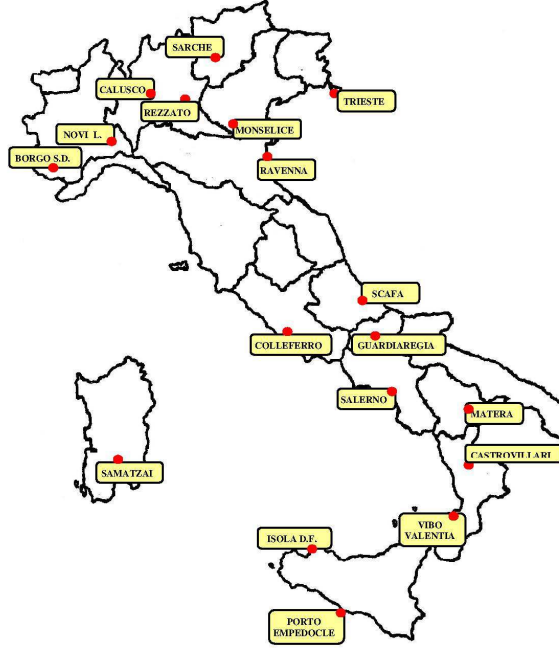 SARCHE
CALUSCO
REZZATO
TRIESTE
MONSELICE
NOVI L.
BORGO S.D.
RAVENNA
SCAFA
COLLEFERRO
GUARDIAREGIA
SALERNO
MATERA
CASTROVILLARI
SAMATZAI
VIBO
VALENTIA
ISOLA D.F.
PORTO
EMPEDOCLE